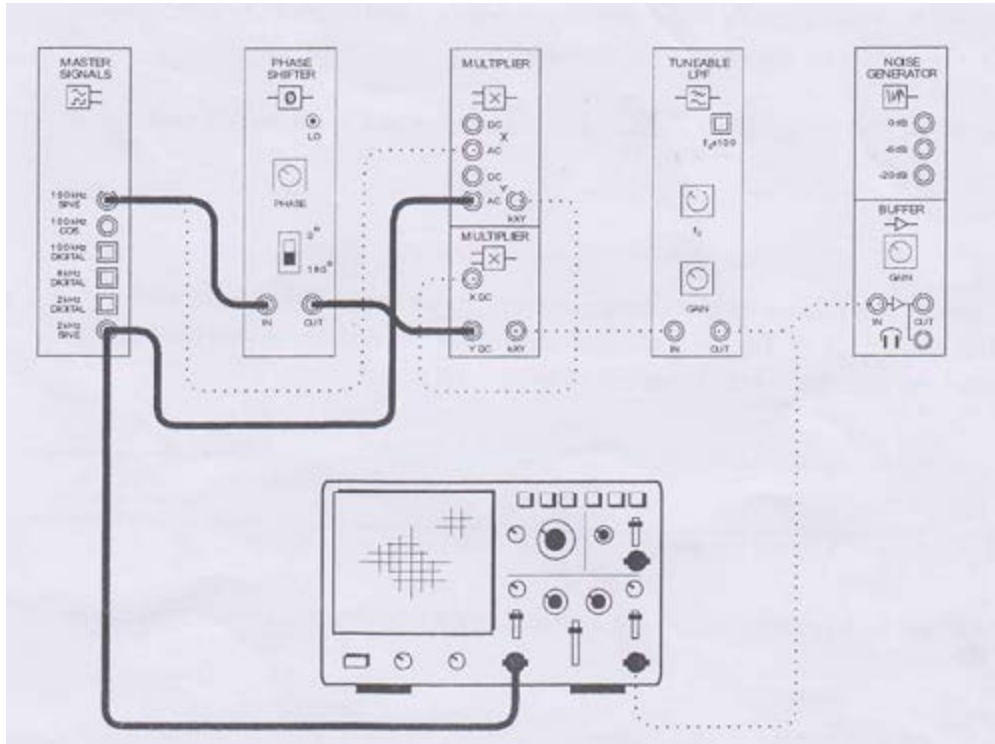 MASTER
SIGNALS
100kHz
SINE
100kHz
COS
100kHz
DIGITAL
8kHz
DIGITAL
2kHz
DIGITAL
2kHz
SINE
PHASE
SHIFTER
LO
PHASE
0°
180°
IN
OUT
MULTIPLIER
DC
X
AC
DC
Y
AC
kXY
MULTIPLIER
X DC
Y DC
kXY
TUNEABLE
LPF
GAIN
IN
OUT
NOISE
GENERATOR
0dB
-6dB
-20dB
BUFFER
GAIN
IN
OUT